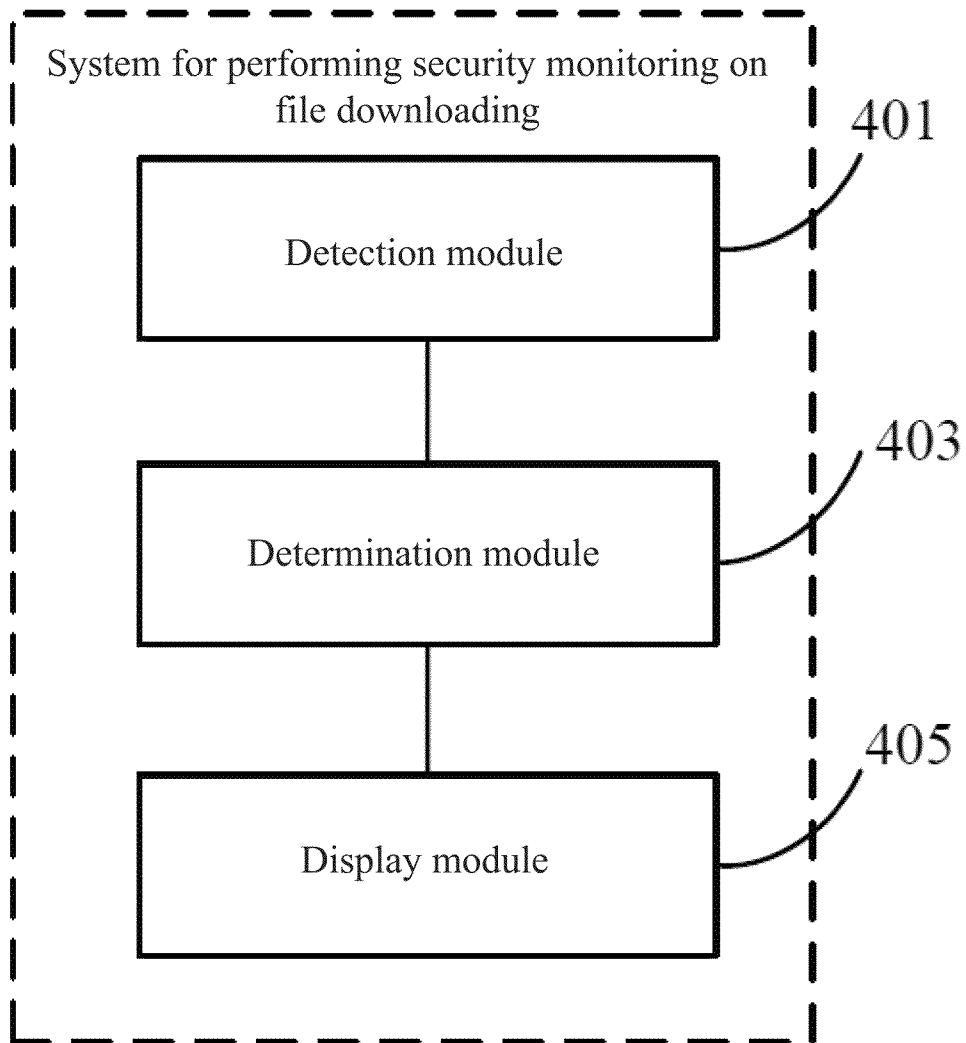 System for performing security monitoring on
file downloading
401
Detection module
403
Determination module
405
Display module